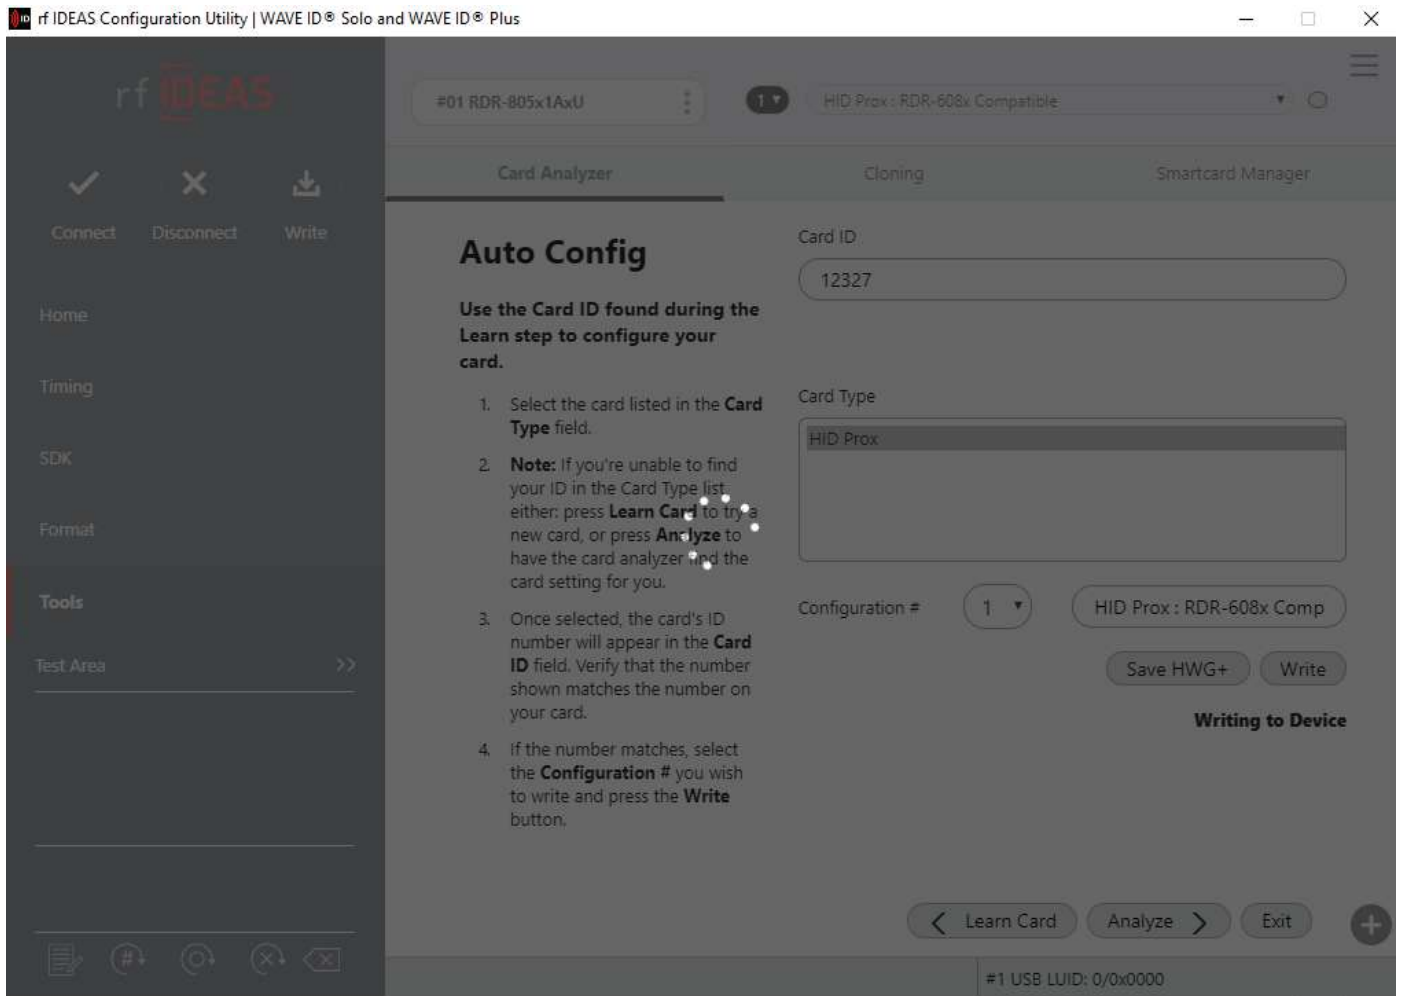 rf IDEAS Configuration Utility | WAVE ID® Solo and WAVE ID® Plus
rf IDEAS
#01 RDR-805x1AxU
1
HID Prox : RDR-608x Compatible
Connect
Disconnect
Write
Card Analyzer
Cloning
Smartcard Manager
Home
Timing
SDK
Format
Tools
Test Area >>
Auto Config
Use the Card ID found during the
Learn step to configure your
card.
1. Select the card listed in the Card
Type field.
2. Note: If you're unable to find
your ID in the Card Type list
either: press Learn Card to try a
new card, or press Analyze to
have the card analyzer find the
card setting for you.
3. Once selected, the card's ID
number will appear in the Card
ID field. Verify that the number
shown matches the number on
your card.
4. If the number matches, select
the Configuration # you wish
to write and press the Write
button.
Card ID
12327
Card Type
HID Prox
Configuration #
1
HID Prox : RDR-608x Comp
Save HWG+
Write
Writing to Device
Learn Card
Analyze
Exit
#1 USB LUID: 0/0x0000